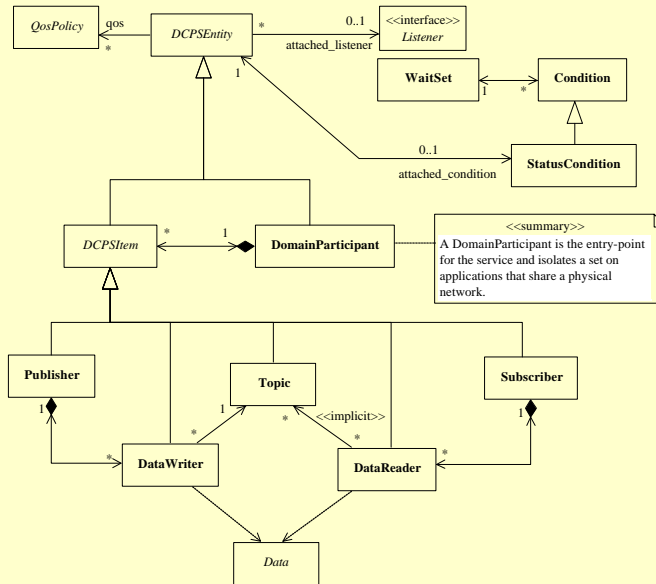 QosPolicy
qos
*
DCPSEntity
*
0..1
attached_listener
<<interface>>
Listener
1
WaitSet
1
*
Condition
0..1
attached_condition
StatusCondition
DCPSItem
*
1
DomainParticipant
<<summary>>
A DomainParticipant is the entry-point
for the service and isolates a set on
applications that share a physical
network.
Publisher
1
Topic
1
*
<<implicit>>
Subscriber
1
*
DataWriter
*
*
DataReader
*
Data